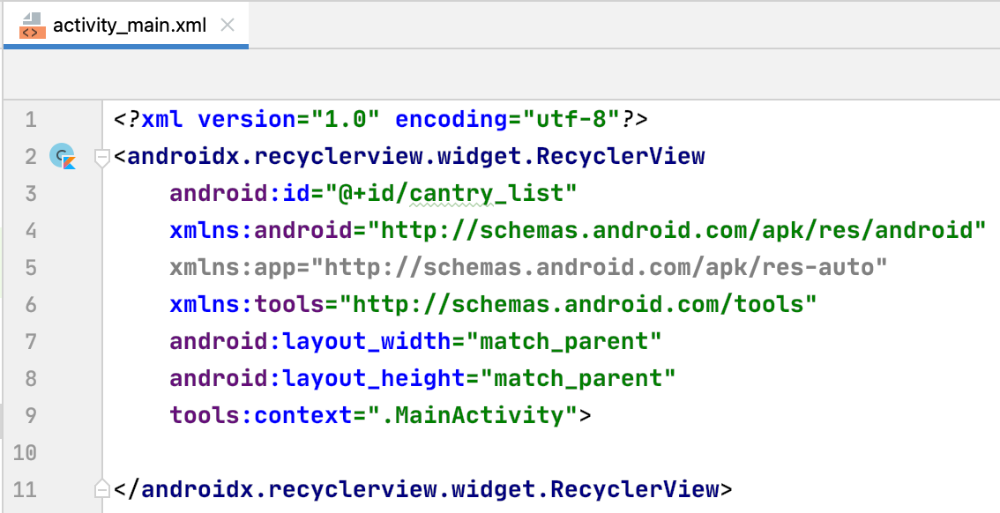 activity_main.xml
1 <?xml version="1.0" encoding="utf-8"?>
2 <androidx.recyclerview.widget.RecyclerView
3 android:id="@+id/cantry_list"
4 xmlns:android="http://schemas.android.com/apk/res/android"
5 xmlns:app="http://schemas.android.com/apk/res-auto"
6 xmlns:tools="http://schemas.android.com/tools"
7 android:layout_width="match_parent"
8 android:layout_height="match_parent"
9 tools:context=".MainActivity">
10
11 </androidx.recyclerview.widget.RecyclerView>